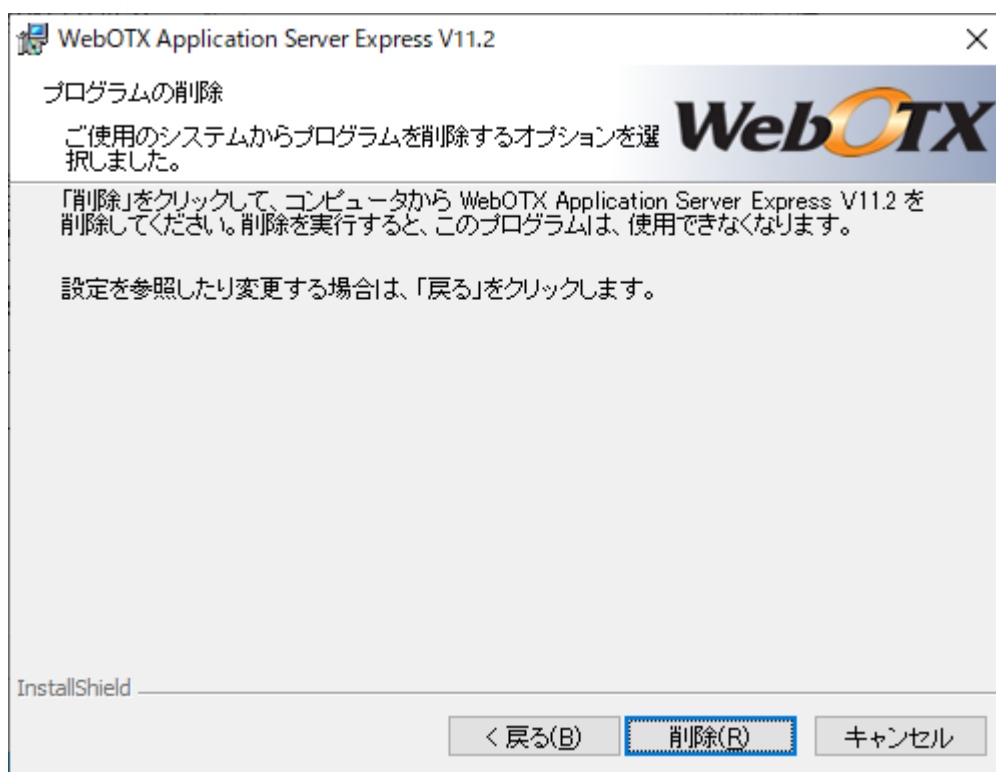 WebOTX Application Server Express V11.2
プログラムの削除
ご使用のシステムからプログラムを削除するオプションを選
択しました。
WebOTX
「削除」をクリックして、コンピュータから WebOTX Application Server Express V11.2 を
削除してください。削除を実行すると、このプログラムは、使用できなくなります。
設定を参照したり変更する場合は、「戻る」をクリックします。
InstallShield
< 戻る(B)
削除(R)
キャンセル